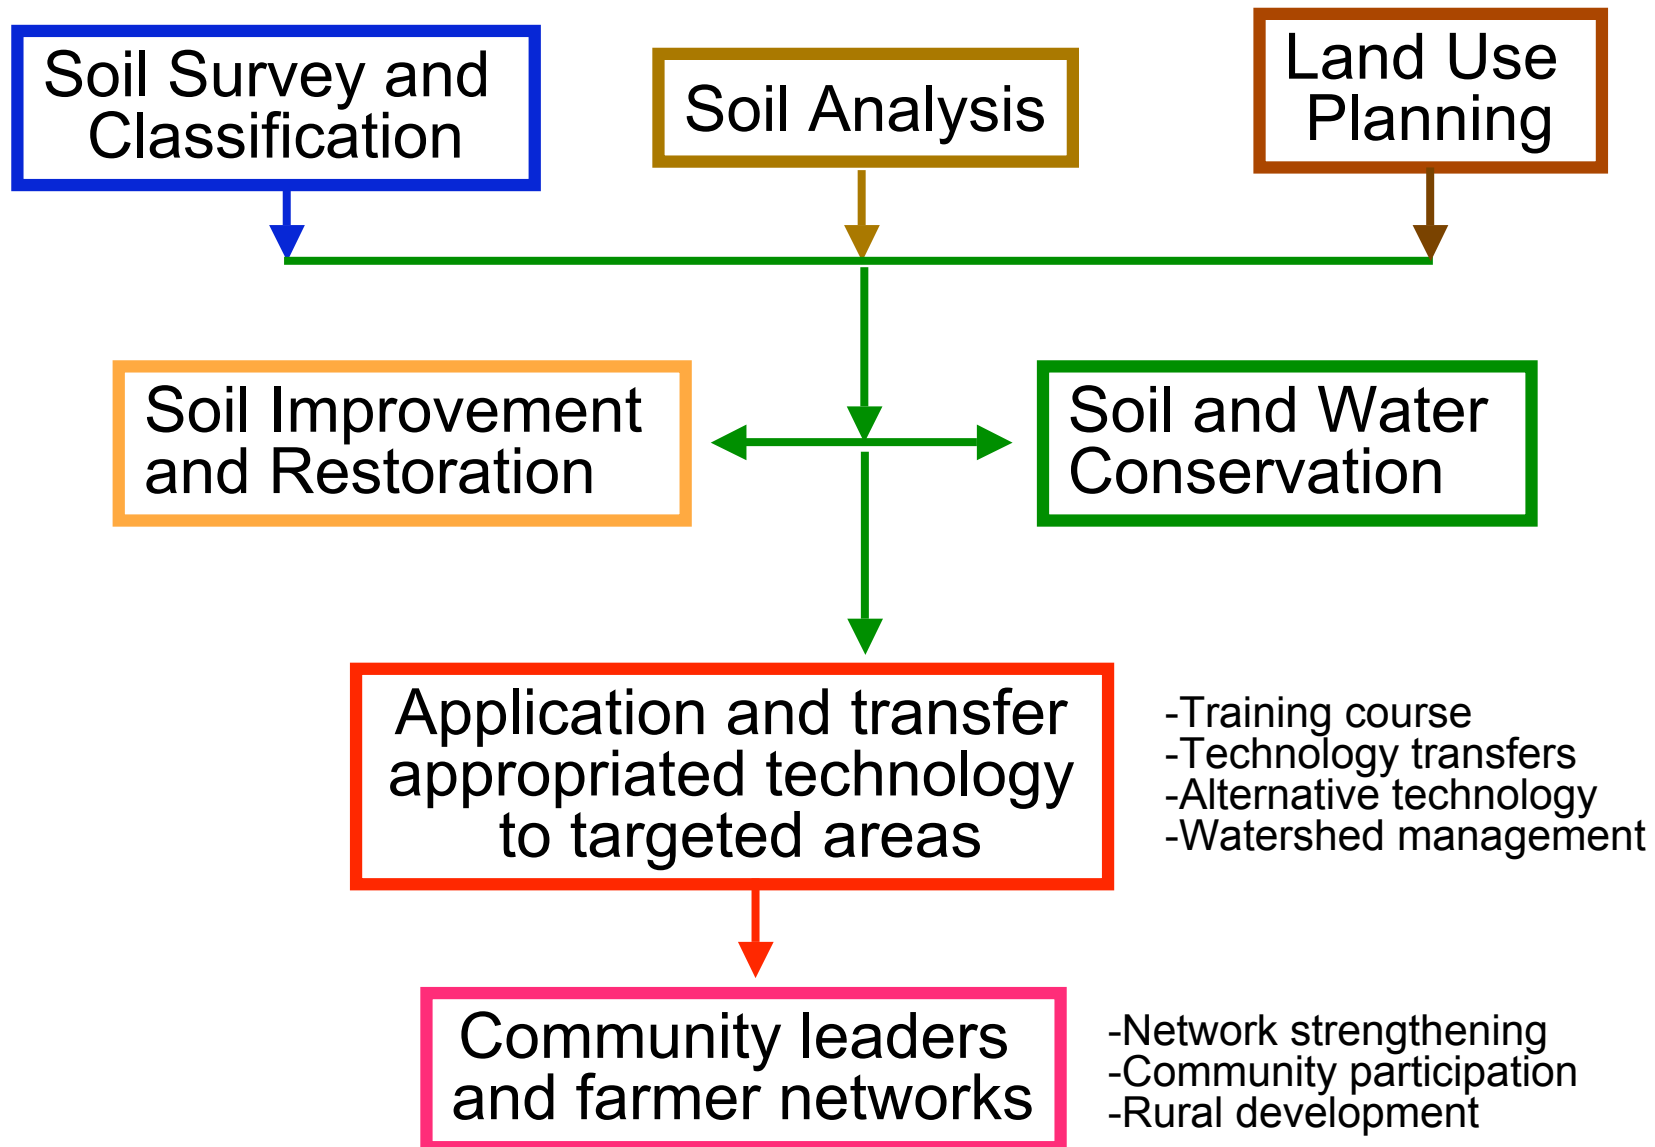 Soil Survey and
Classification
Soil Analysis
Land Use
Planning
Soil Improvement
and Restoration
Soil and Water
Conservation
Application and transfer
appropriated technology
to targeted areas
-Training course
-Technology transfers
-Alternative technology
-Watershed management
Community leaders
and farmer networks
-Network strengthening
-Community participation
-Rural development